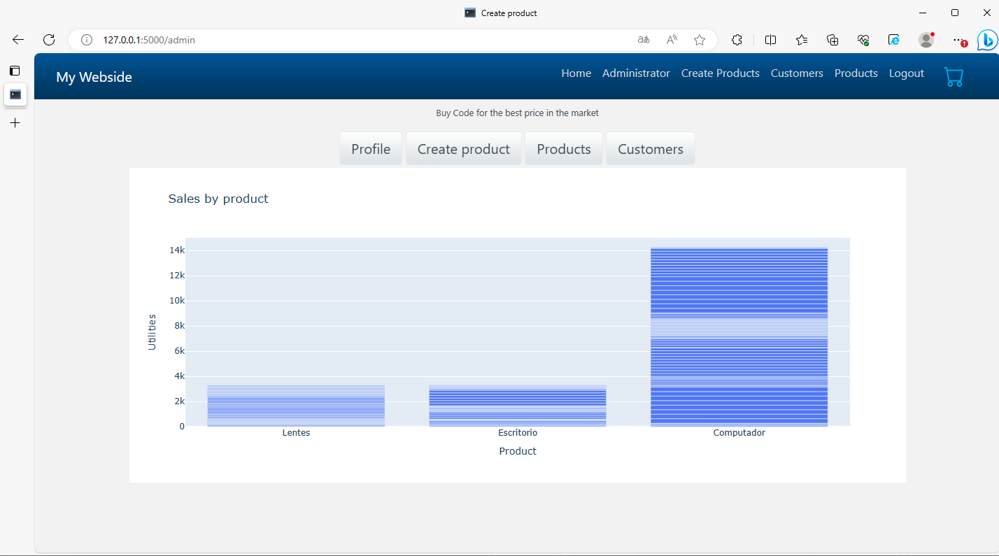 Create product
127.0.0.1:5000/admin
My Webside
Home Administrator Create Products Customers Products Logout
Buy Code for the best price in the market
Profile Create product Products Customers
Sales by product
14k
12k
10k
8k
6k
4k
2k
0
Utilities
Lentes Escritorio Computador
Product